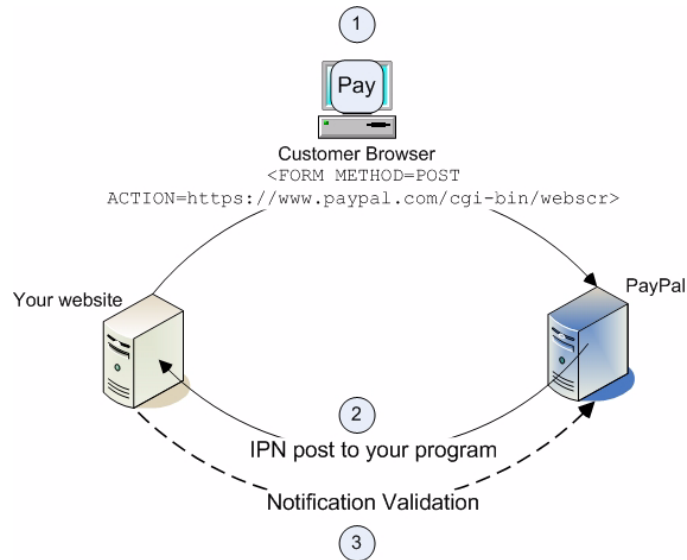 1
Pay
Customer Browser
<FORM METHOD=POST
ACTION=https://www.paypal.com/cgi-bin/webscr>
Your website
PayPal
2
IPN post to your program
Notification Validation
3